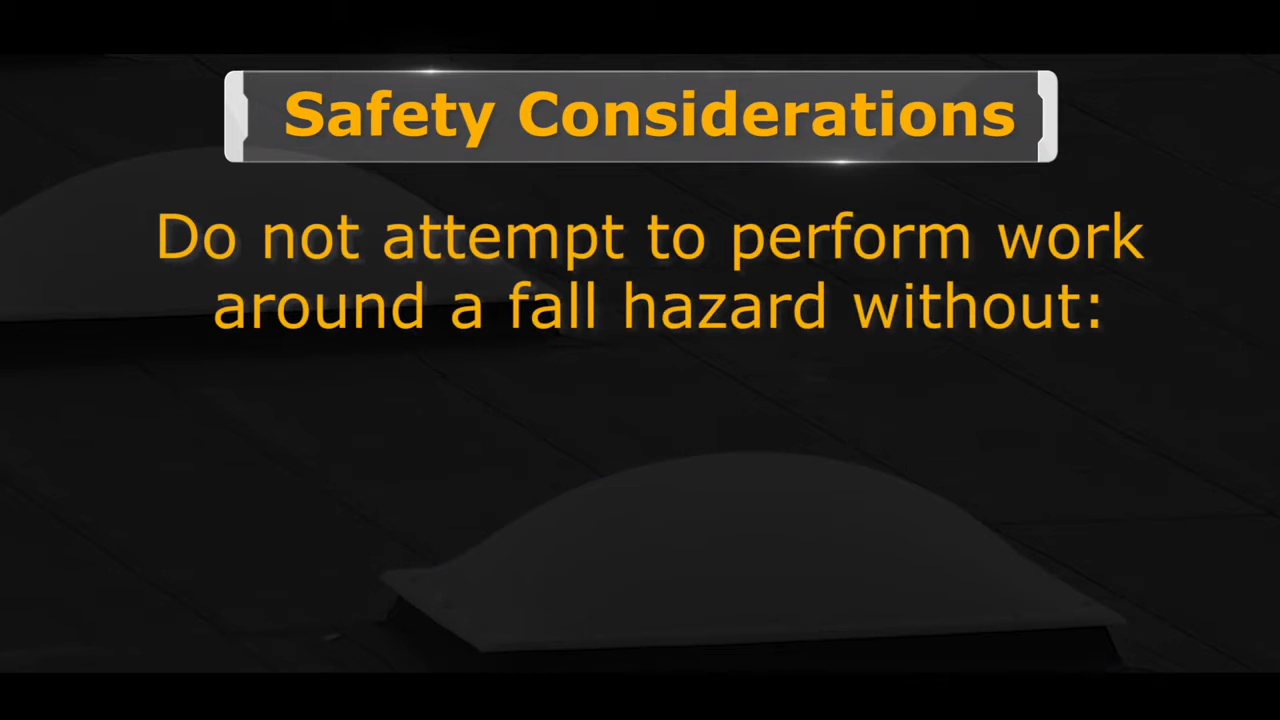 Safety Considerations
Do not attempt to perform work
around a fall hazard without: